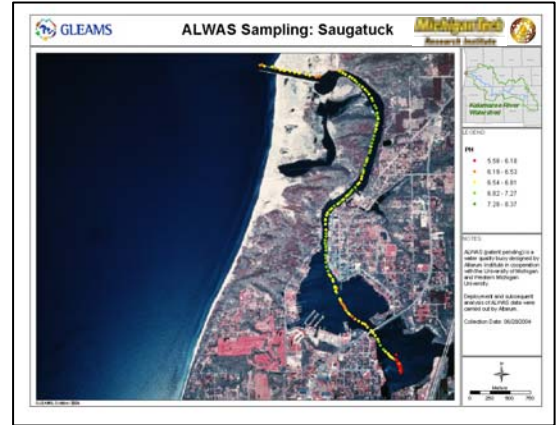 GLEAMS
ALWAS Sampling: Saugatuck
Michigan Tech
Research Institute
Kalamazoo River
Watershed
LEGEND
PH
5.58 - 6.18
6.19 - 6.53
6.54 - 6.81
6.82 - 7.27
7.28 - 8.37
NOTES
ALWAS (patent pending) is a
water quality buoy designed by
Altarum Institute in cooperation
with the University of Michigan
and Western Michigan
University.
Deployment and subsequent
analysis of ALWAS data were
carried out by Altarum.
Collection Date: 06/28/2004
Meters
0 250 500 750